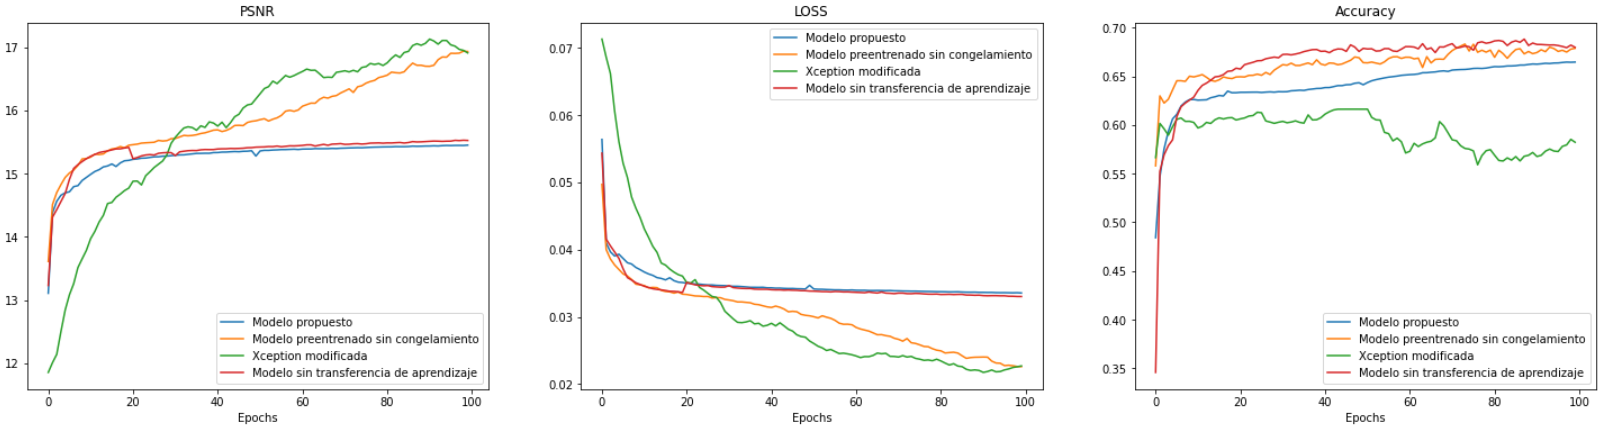 PSNR
17
16
15
14
13
12
Modelo propuesto
Modelo preentrenado sin congelamiento
Xception modificada
Modelo sin transferencia de aprendizaje
0 20 40 60 80 100
Epochs
LOSS
0.07
0.06
0.05
0.04
0.03
0.02
Modelo propuesto
Modelo preentrenado sin congelamiento
Xception modificada
Modelo sin transferencia de aprendizaje
0 20 40 60 80 100
Epochs
Accuracy
0.70
0.65
0.60
0.55
0.50
0.45
0.40
0.35
Modelo propuesto
Modelo preentrenado sin congelamiento
Xception modificada
Modelo sin transferencia de aprendizaje
0 20 40 60 80 100
Epochs